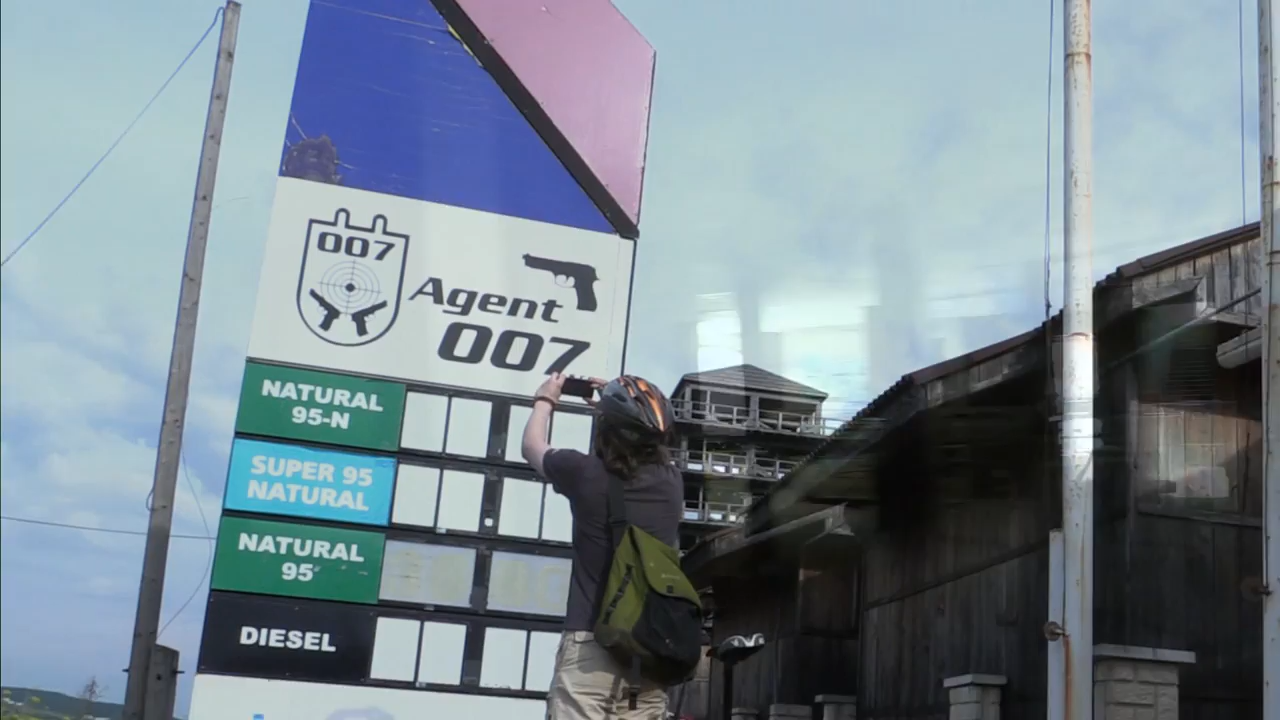 007
Agent
007
NATURAL
95-N
SUPER 95
NATURAL
NATURAL
95
DIESEL